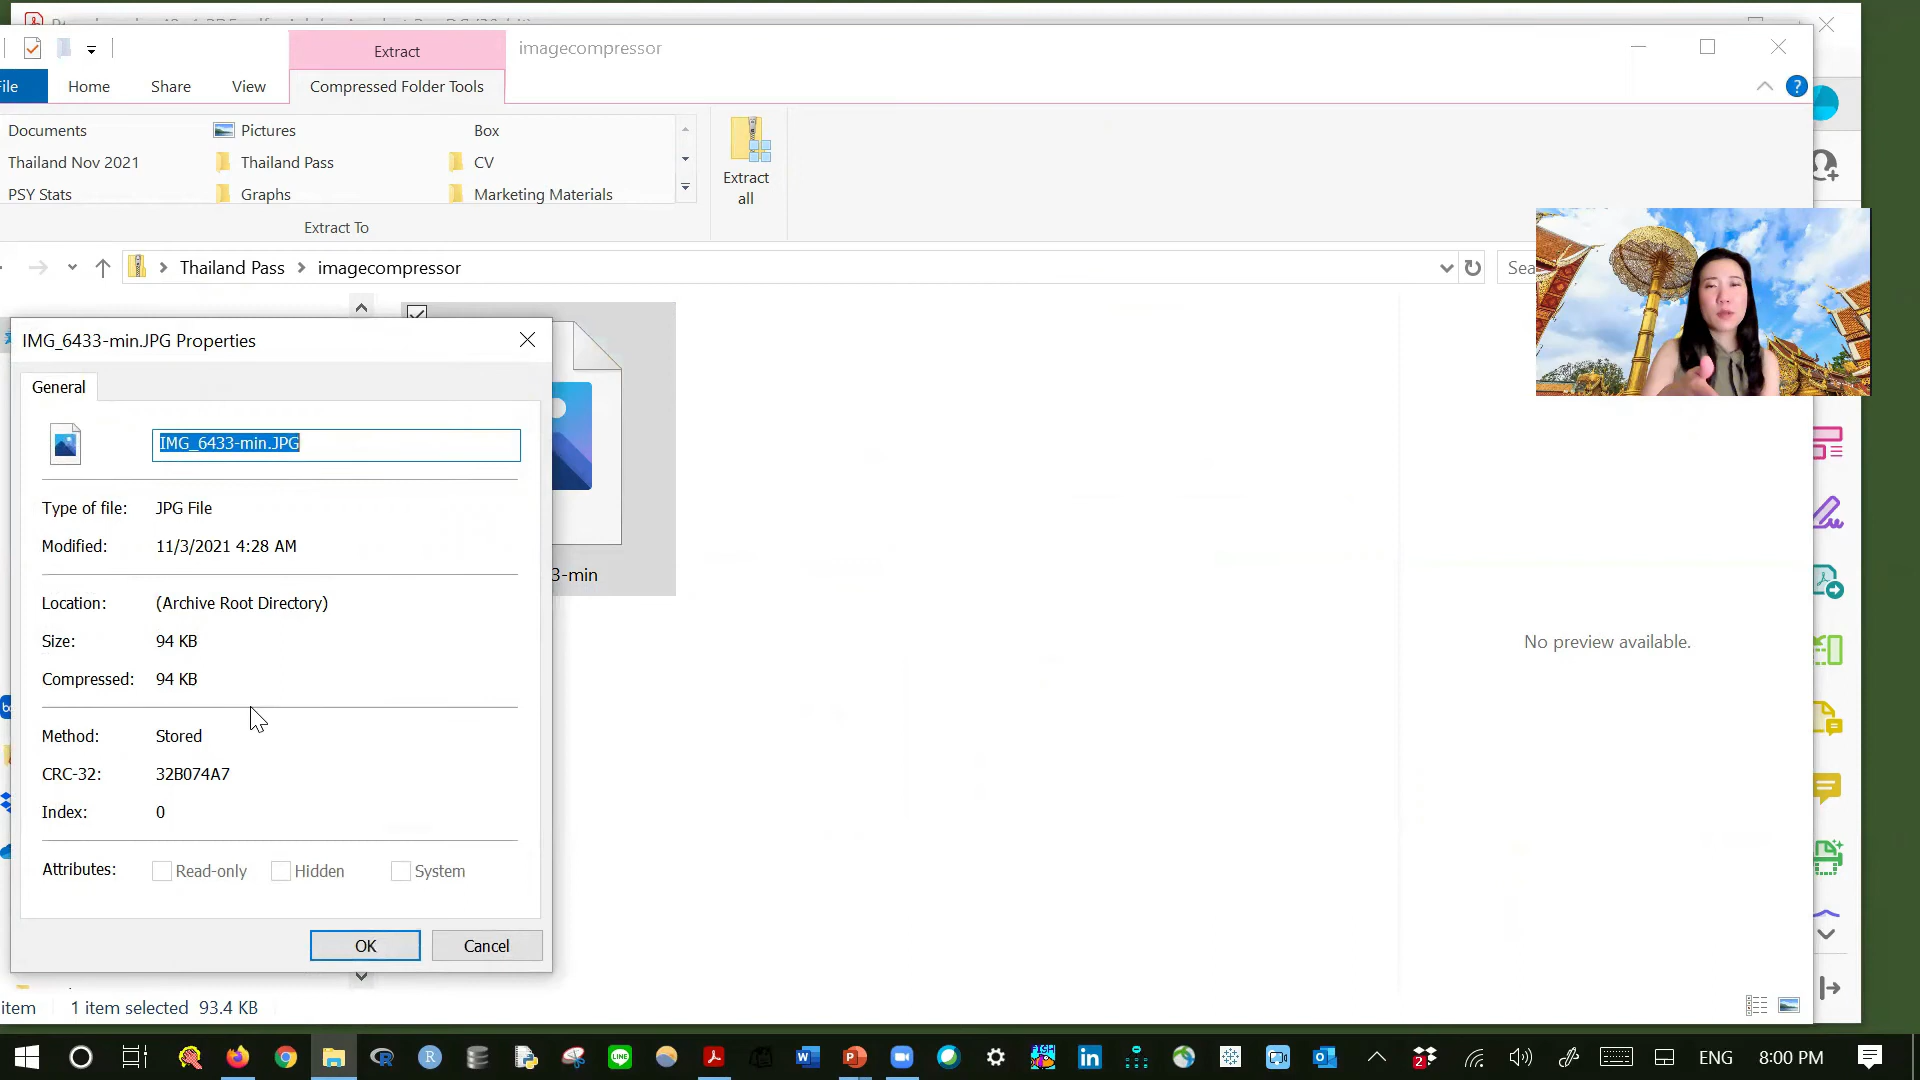 Extract
imagecompressor
File Home Share View Compressed Folder Tools
Documents Pictures Box
Thailand Nov 2021 Thailand Pass CV
PSY Stats Graphs Marketing Materials
Extract
all
Extract To
Thailand Pass imagecompressor
Sea
IMG_6433-min.JPG Properties
General
IMG_6433-min.JPG
3-min
Type of file: JPG File
Modified: 11/3/2021 4:28 AM
Location: (Archive Root Directory)
Size: 94 KB
Compressed: 94 KB
No preview available.
Method: Stored
CRC-32: 32B074A7
Index: 0
Attributes: Read-only Hidden System
OK Cancel
item 1 item selected 93.4 KB
ENG 8:00 PM